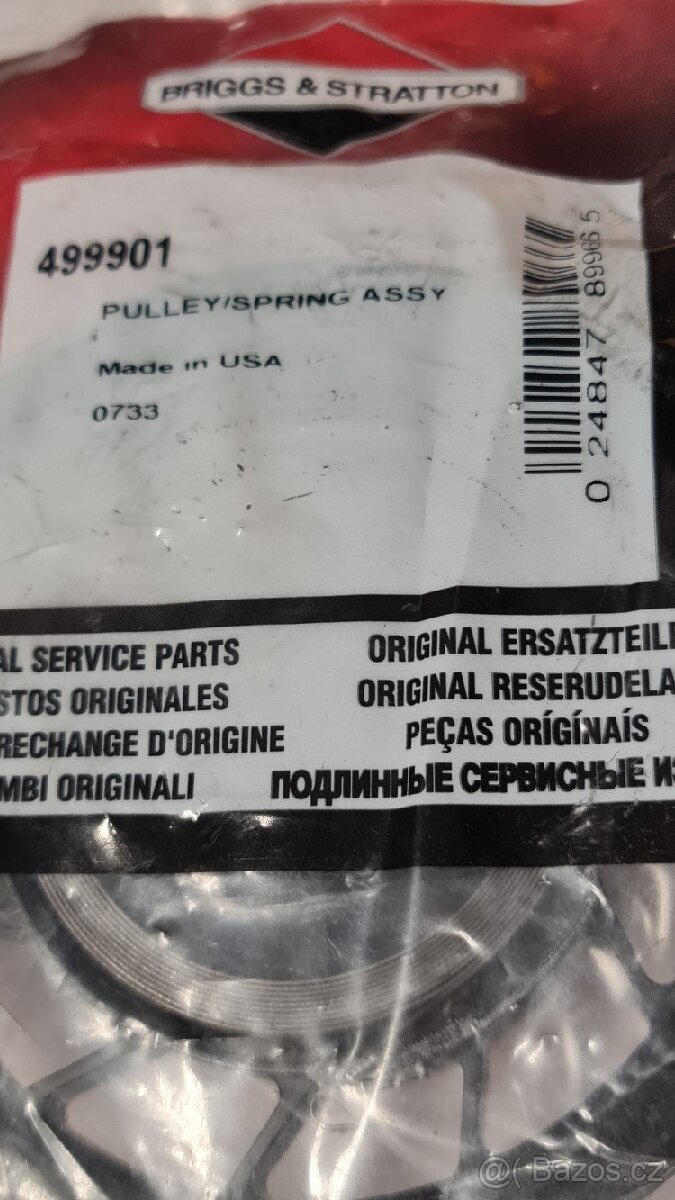 BRIGGS & STRATTON
499901
PULLEY/SPRING ASSY
Made in USA
0733
0 24847 89965 5
AL SERVICE PARTS
STOS ORIGINALES
RECHANGE D'ORIGINE
MBI ORIGINALI
ORIGINAL ERSATZTEILE
ORIGINAL RESERUDELA
PEÇAS ORÍGÍNAÍS
ПОДЛИННЫЕ СЕРВИСНЫЕ ИЗ
@( Bazos.cz